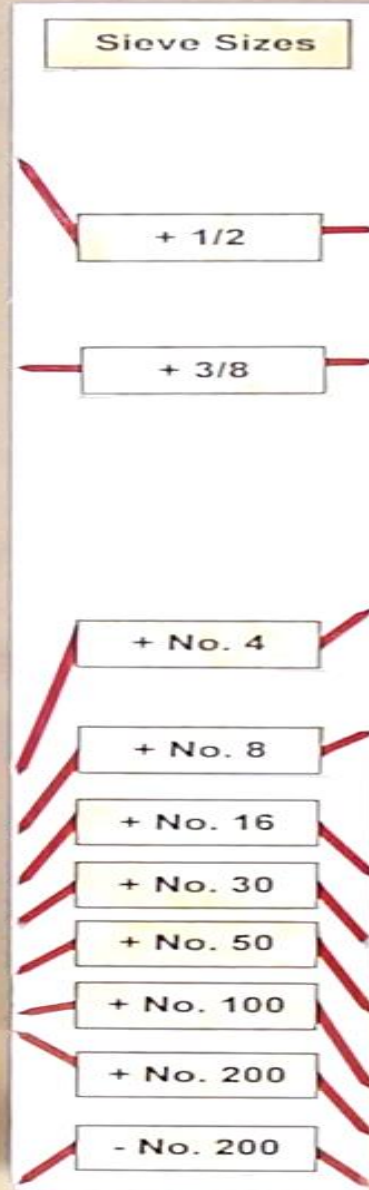 Sieve Sizes
+ 1/2
+ 3/8
+ No. 4
+ No. 8
+ No. 16
+ No. 30
+ No. 50
+ No. 100
+ No. 200
- No. 200